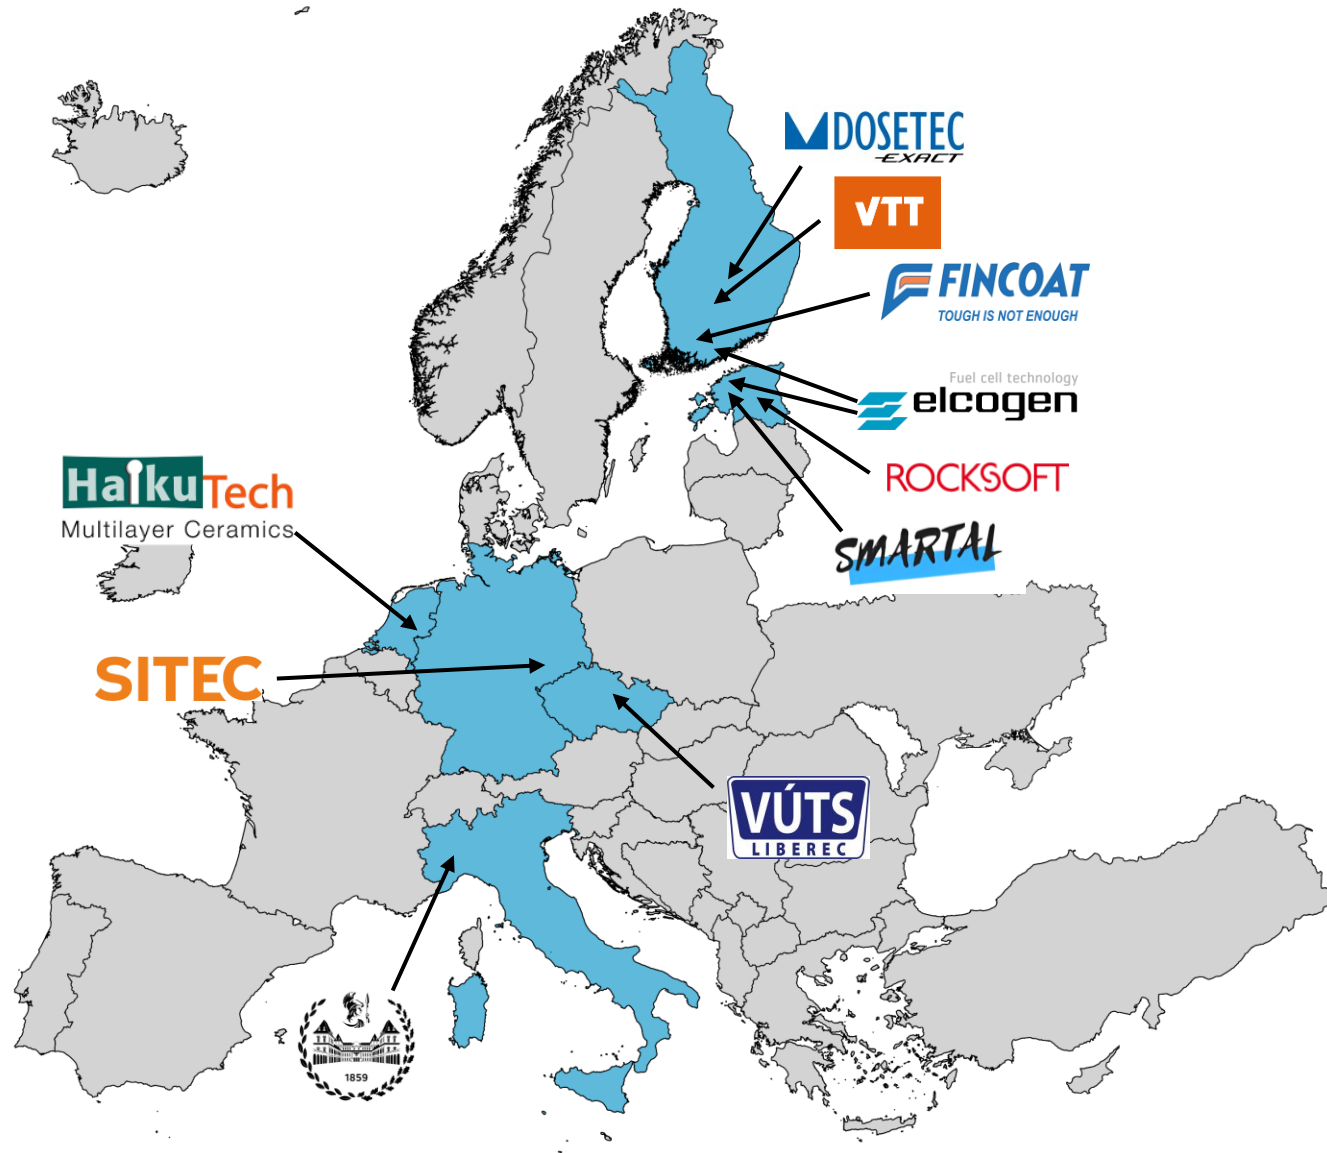 DOSETEC
EXACT
VTT
FINCOAT
TOUGH IS NOT ENOUGH
Fuel cell technology
elcogen
ROCKSOFT
SMARTAL
HaikuTech
Multilayer Ceramics
SITEC
VÚTS
LIBEREC
1859